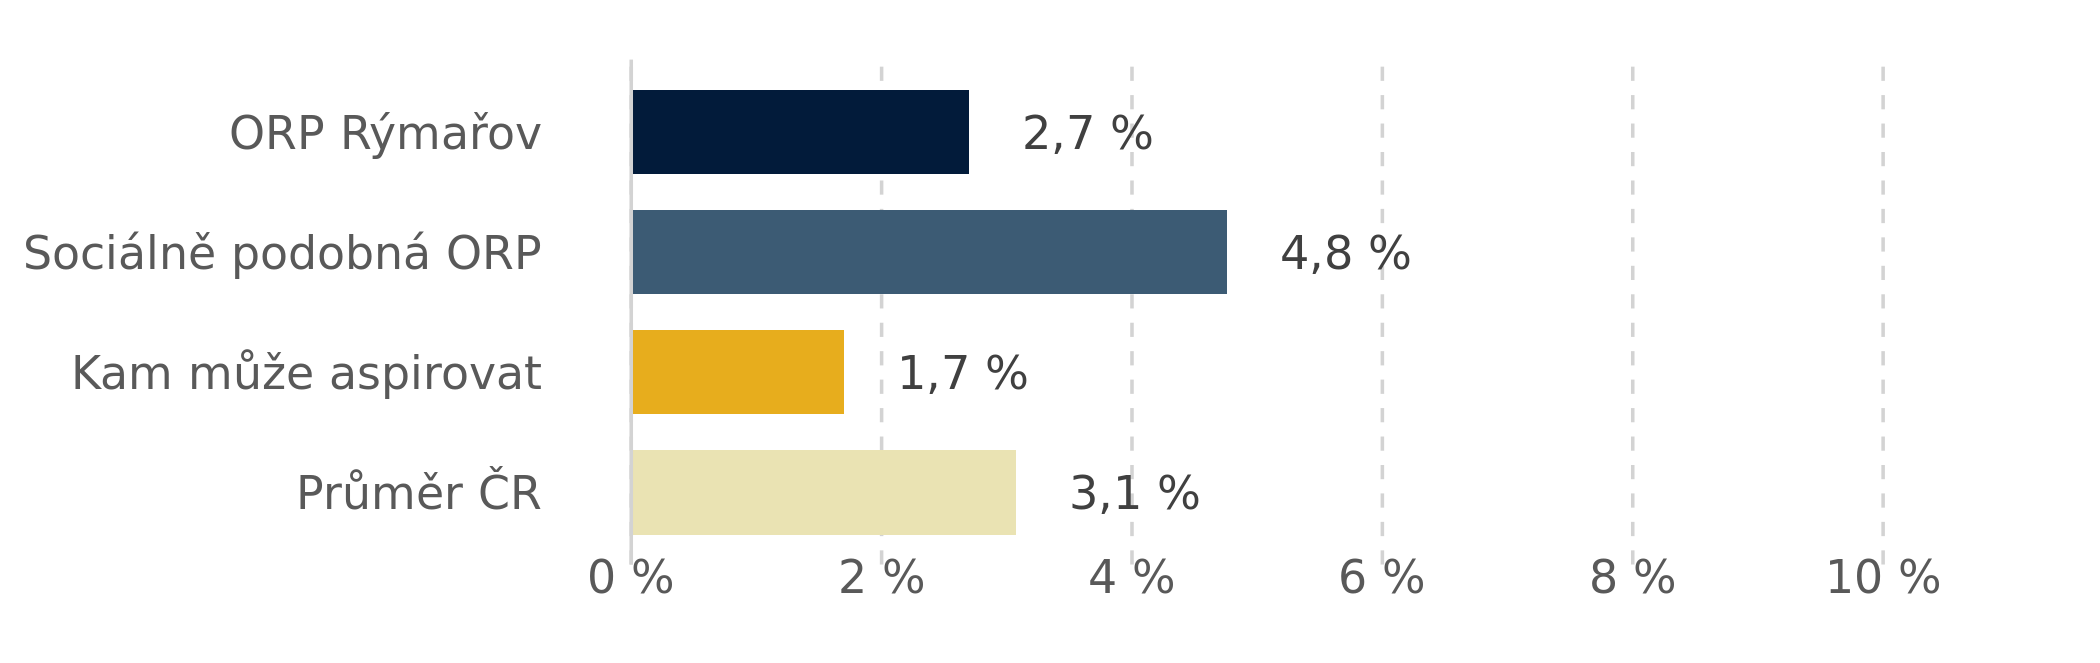 ORP Rýmařov 2,7 %
Sociálně podobná ORP 4,8 %
Kam může aspirovat 1,7 %
Průměr ČR 3,1 %
0 % 2 % 4 % 6 % 8 % 10 %